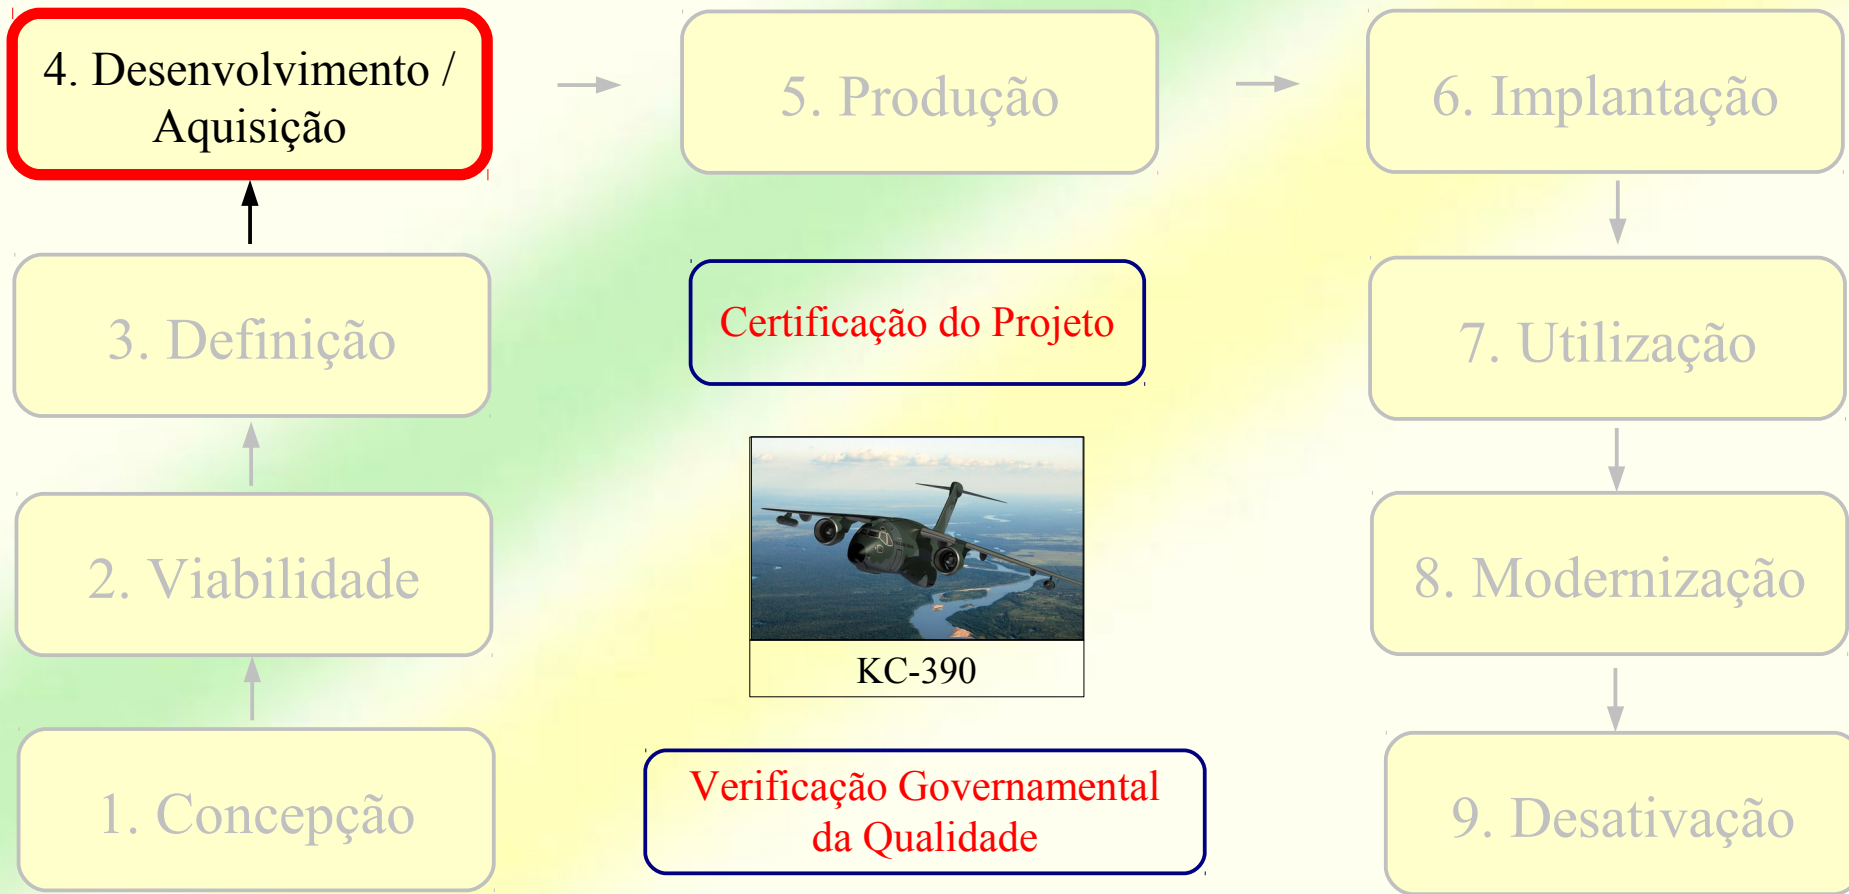 4. Desenvolvimento /
Aquisição
5. Produção
6. Implantação
3. Definição
Certificação do Projeto
7. Utilização
2. Viabilidade
KC-390
8. Modernização
1. Concepção
Verificação Governamental
da Qualidade
9. Desativação